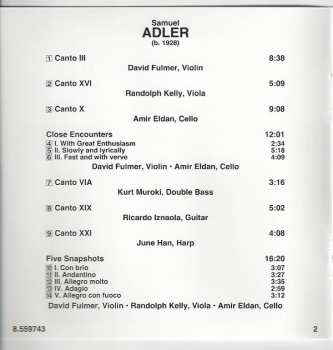 Samuel
ADLER
(b. 1928)
1 Canto III 8:38
David Fulmer, Violin
2 Canto XVI 5:09
Randolph Kelly, Viola
3 Canto X 9:08
Amir Eldan, Cello
Close Encounters 12:01
4 I. With Great Enthusiasm 2:34
5 II. Slowly and lyrically 5:18
6 III. Fast and with verve 4:09
David Fulmer, Violin • Amir Eldan, Cello
7 Canto VIA 3:16
Kurt Muroki, Double Bass
8 Canto XIX 5:02
Ricardo Iznaola, Guitar
9 Canto XXI 4:08
June Han, Harp
Five Snapshots 16:20
10 I. Con brio 3:07
11 II. Andantino 3:27
12 III. Allegro molto 3:35
13 IV. Adagio 2:59
14 V. Allegro con fuoco 3:12
David Fulmer, Violin • Randolph Kelly, Viola • Amir Eldan, Cello
8.559743 2